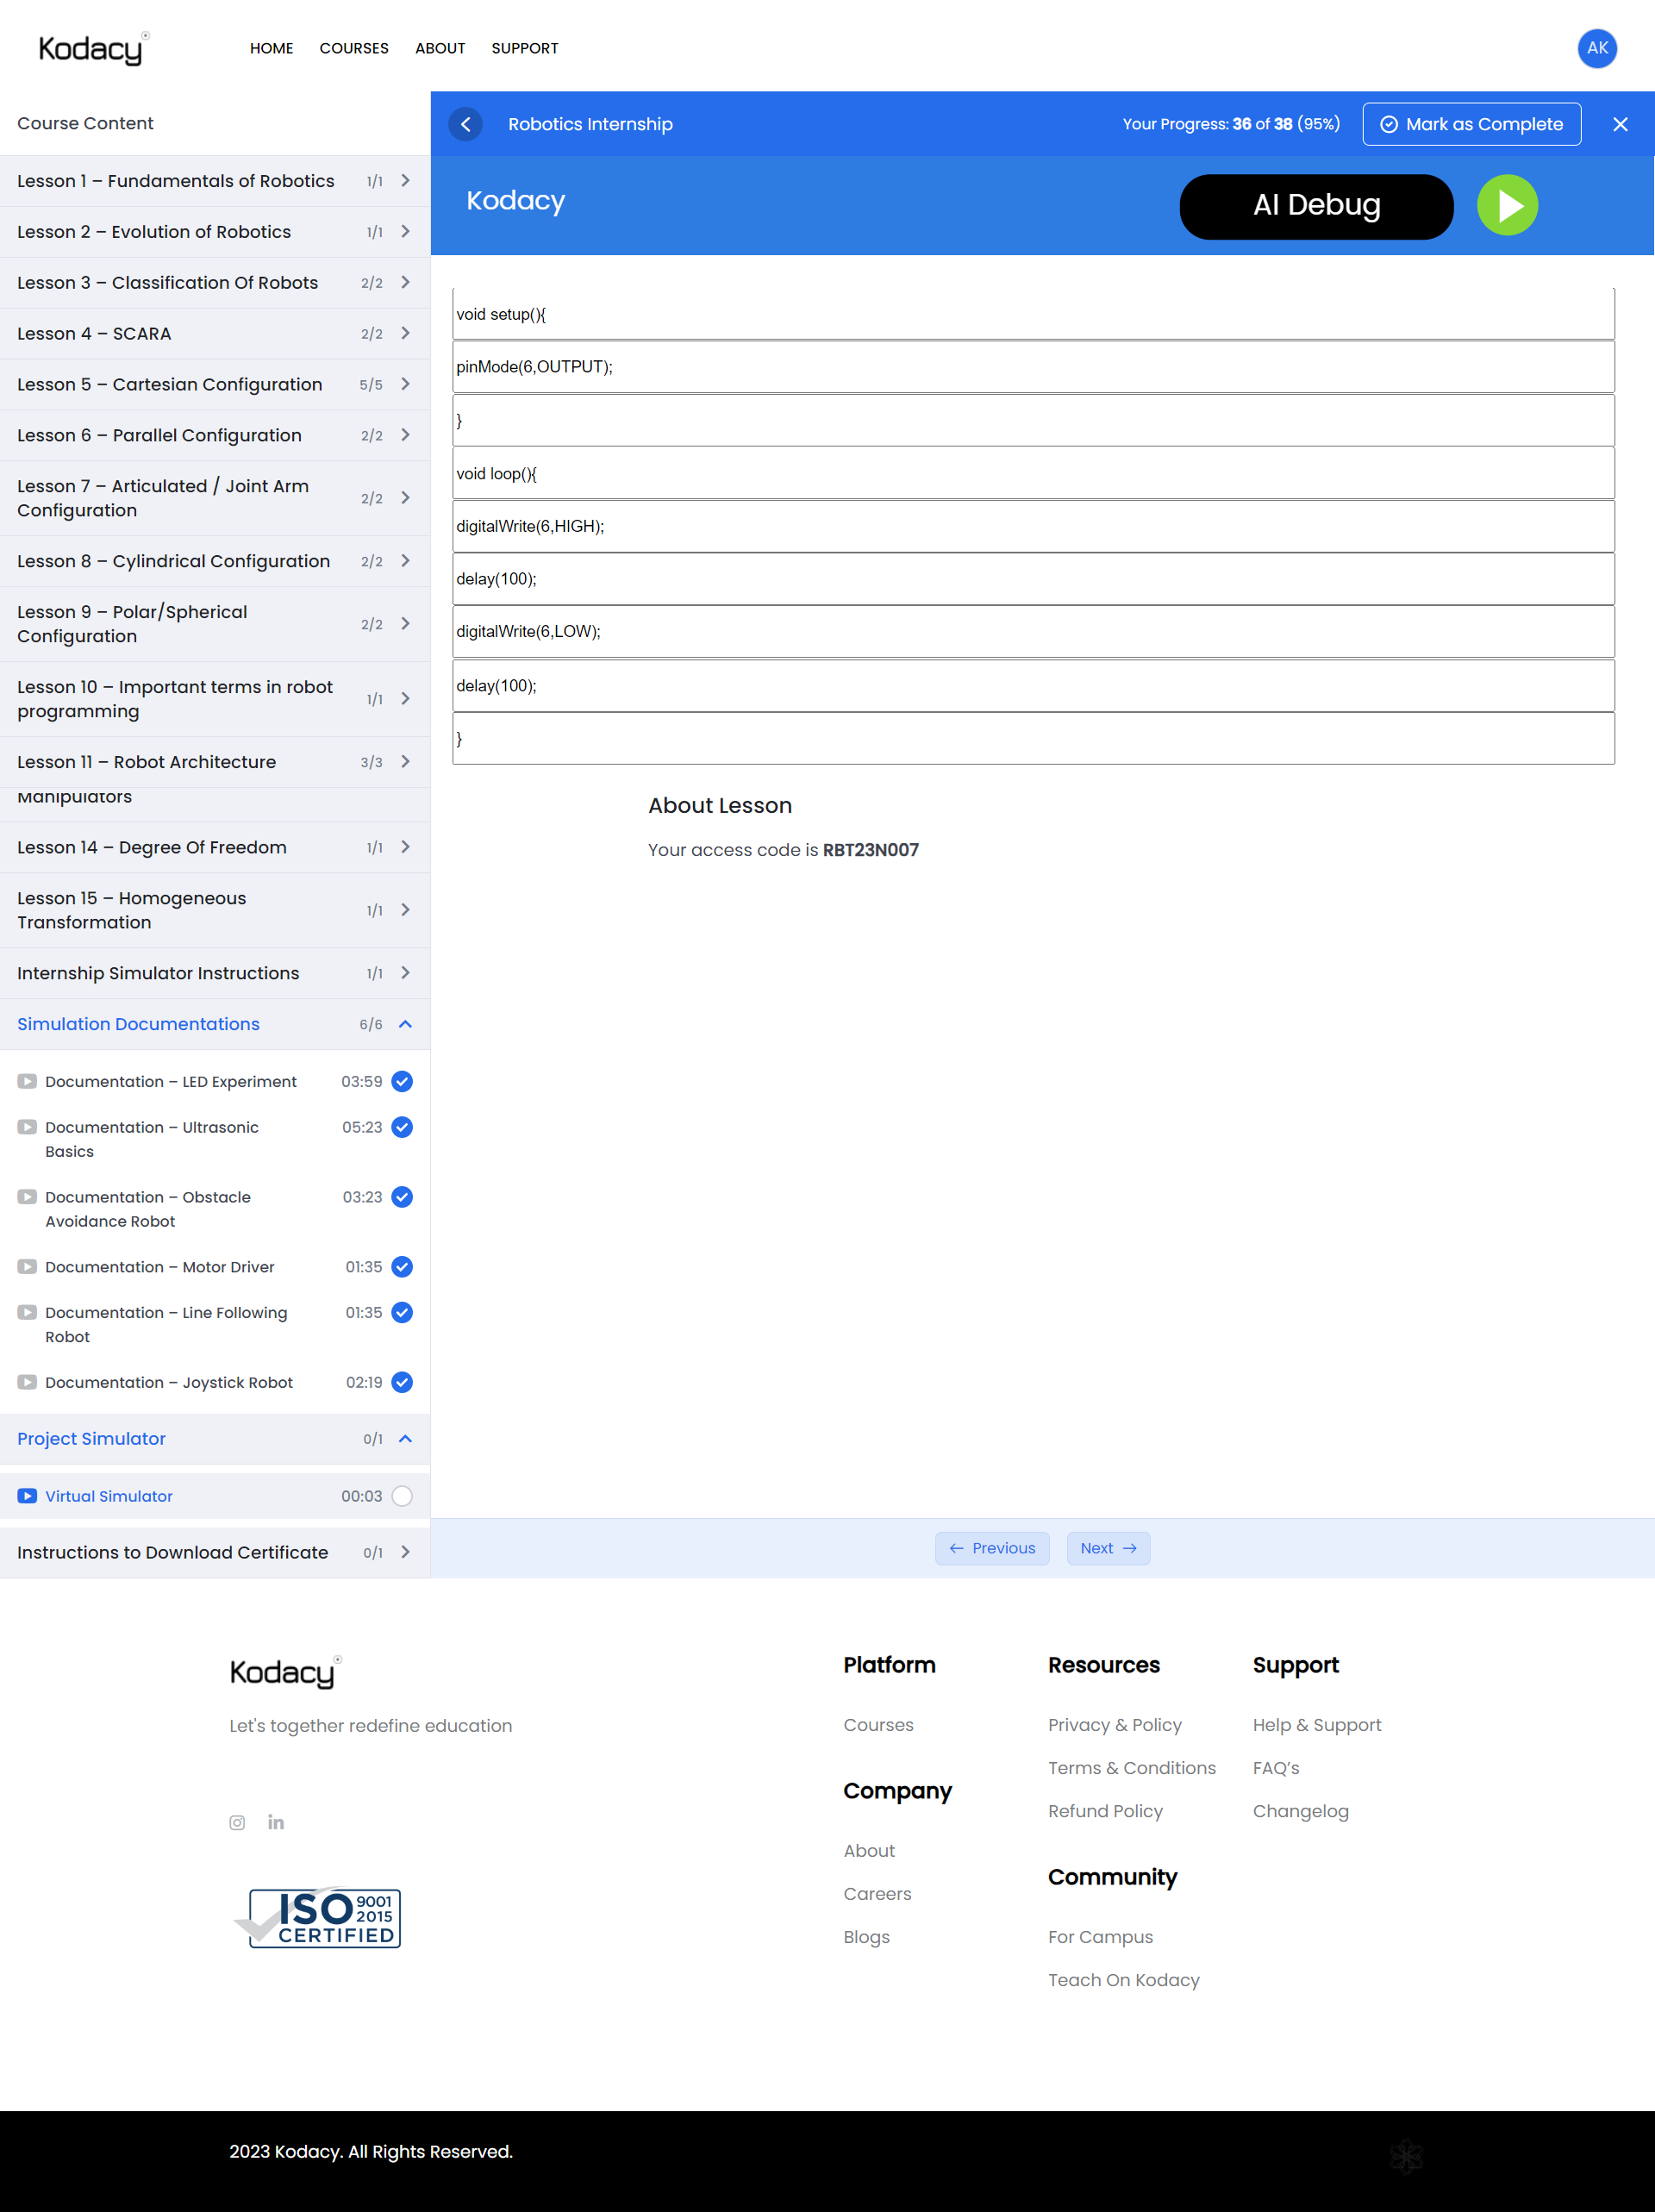 Kodacy
HOME COURSES ABOUT SUPPORT
AK
Course Content
Robotics Internship
Your Progress: 36 of 38 (95%)
Mark as Complete
Lesson 1 – Fundamentals of Robotics 1/1
Lesson 2 – Evolution of Robotics 1/1
Lesson 3 – Classification Of Robots 2/2
Lesson 4 – SCARA 2/2
Lesson 5 – Cartesian Configuration 5/5
Lesson 6 – Parallel Configuration 2/2
Lesson 7 – Articulated / Joint Arm
Configuration 2/2
Lesson 8 – Cylindrical Configuration 2/2
Lesson 9 – Polar/Spherical
Configuration 2/2
Lesson 10 – Important terms in robot
programming 1/1
Lesson 11 – Robot Architecture 3/3
Manipulators
Lesson 14 – Degree Of Freedom 1/1
Lesson 15 – Homogeneous
Transformation 1/1
Internship Simulator Instructions 1/1
Simulation Documentations 6/6
Documentation – LED Experiment 03:59
Documentation – Ultrasonic
Basics 05:23
Documentation – Obstacle
Avoidance Robot 03:23
Documentation – Motor Driver 01:35
Documentation – Line Following
Robot 01:35
Documentation – Joystick Robot 02:19
Project Simulator 0/1
Virtual Simulator 00:03
Instructions to Download Certificate 0/1
Kodacy
AI Debug
void setup(){
pinMode(6,OUTPUT);
}
void loop(){
digitalWrite(6,HIGH);
delay(100);
digitalWrite(6,LOW);
delay(100);
}
About Lesson
Your access code is RBT23N007
← Previous
Next →
Kodacy
Let's together redefine education
ISO 9001
2015
CERTIFIED
Platform
Courses
Company
About
Careers
Blogs
Resources
Privacy & Policy
Terms & Conditions
Refund Policy
Community
For Campus
Teach On Kodacy
Support
Help & Support
FAQ’s
Changelog
2023 Kodacy. All Rights Reserved.